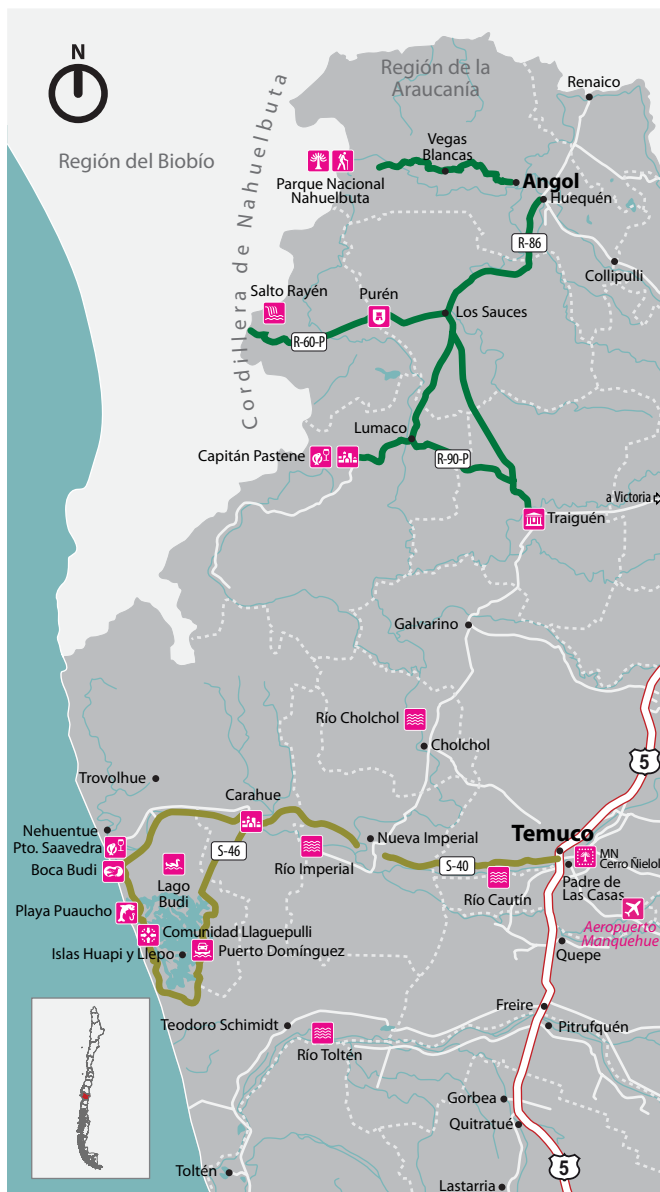 N
Región de la
Araucanía
Renaico
Región del Biobío
Vegas
Blancas
Parque Nacional
Nahuelbuta
Angol
Huequén
R-86
Cordillera de Nahuelbuta
Collipulli
Salto Rayén
Purén
Los Sauces
R-60-P
Lumaco
Capitán Pastene
R-90-P
a Victoria
Traiguén
Galvarino
Río Cholchol
Cholchol
5
Trovolhue
Carahue
Nehuentue
Pto. Saavedra
Nueva Imperial
Temuco
S-46
MN
Cerro Ñielol
Boca Budi
Lago
Budi
Río Imperial
S-40
Padre de
Las Casas
Río Cautín
Playa Puaucho
Comunidad Llaguepulli
Aeropuerto
Manquehue
Islas Huapi y Llepo
Puerto Domínguez
Quepe
Freire
Teodoro Schimidt
Pitrufquén
Río Toltén
Gorbea
Quitratué
5
Toltén
Lastarria